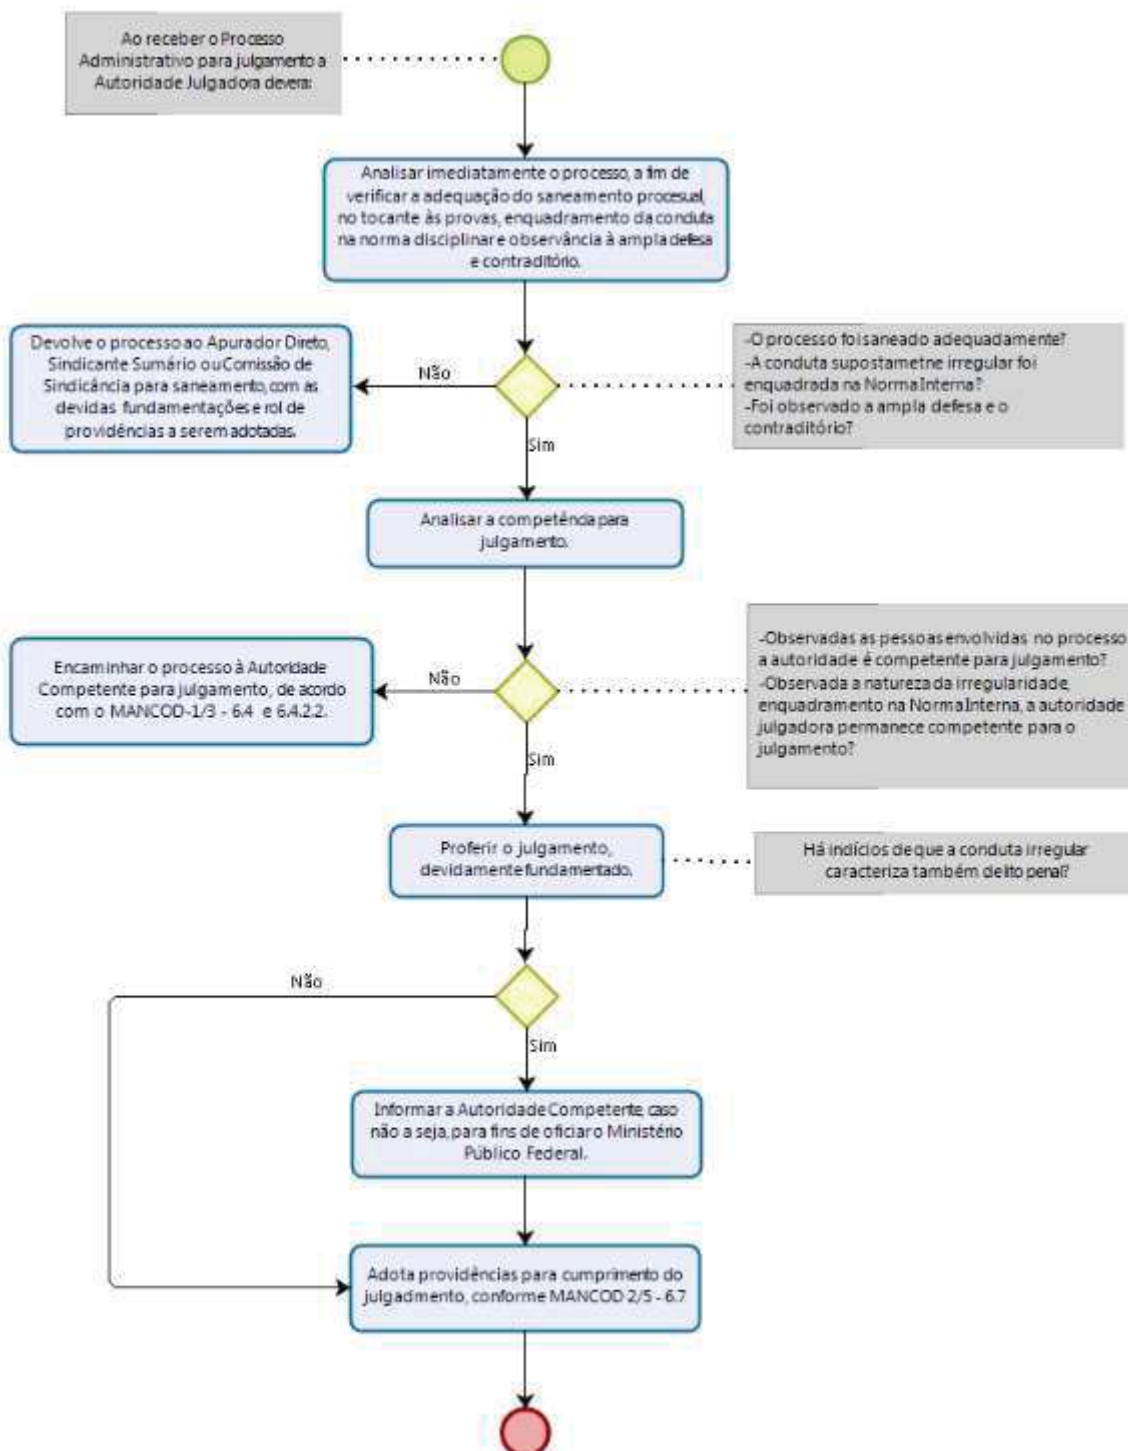 Ao receber o Processo
Administrativo para julgamento a
Autoridade Julgadora devera:
Analisar imediatamente o processo, a fim de
verificar a adequação do saneamento procesual,
no tocante às provas, enquadramento da conduta
na norma disciplinar e observância à ampla defesa
e contraditório.
Devolve o processo ao Apurador Direto,
Sindicante Sumário ou Comissão de
Sindicância para saneamento, com as
devidas fundamentações e rol de
providências a serem adotadas.
Não
-O processo foi saneado adequadamente?
-A conduta supostametne irregular foi
enquadrada na Norma Interna?
-Foi observado a ampla defesa e o
contraditório?
Sim
Analisar a competência para
julgamento.
Encaminhar o processo à Autoridade
Competente para julgamento, de acordo
com o MANCOD-1/3 - 6.4 e 6.4.2.2.
Não
-Observadas as pessoas envolvidas no processo
a autoridade é competente para julgamento?
-Observada a natureza da irregularidade,
enquadramento na Norma Interna, a autoridade
julgadora permanece competente para o
julgamento?
Sim
Proferir o julgamento,
devidamente fundamentado.
Há indícios de que a conduta irregular
caracteriza também delito penal?
Não
Sim
Informar a Autoridade Competente, caso
não a seja, para fins de oficiar o Ministério
Público Federal.
Adota providências para cumprimento do
julgadmento, conforme MANCOD 2/5 - 6.7